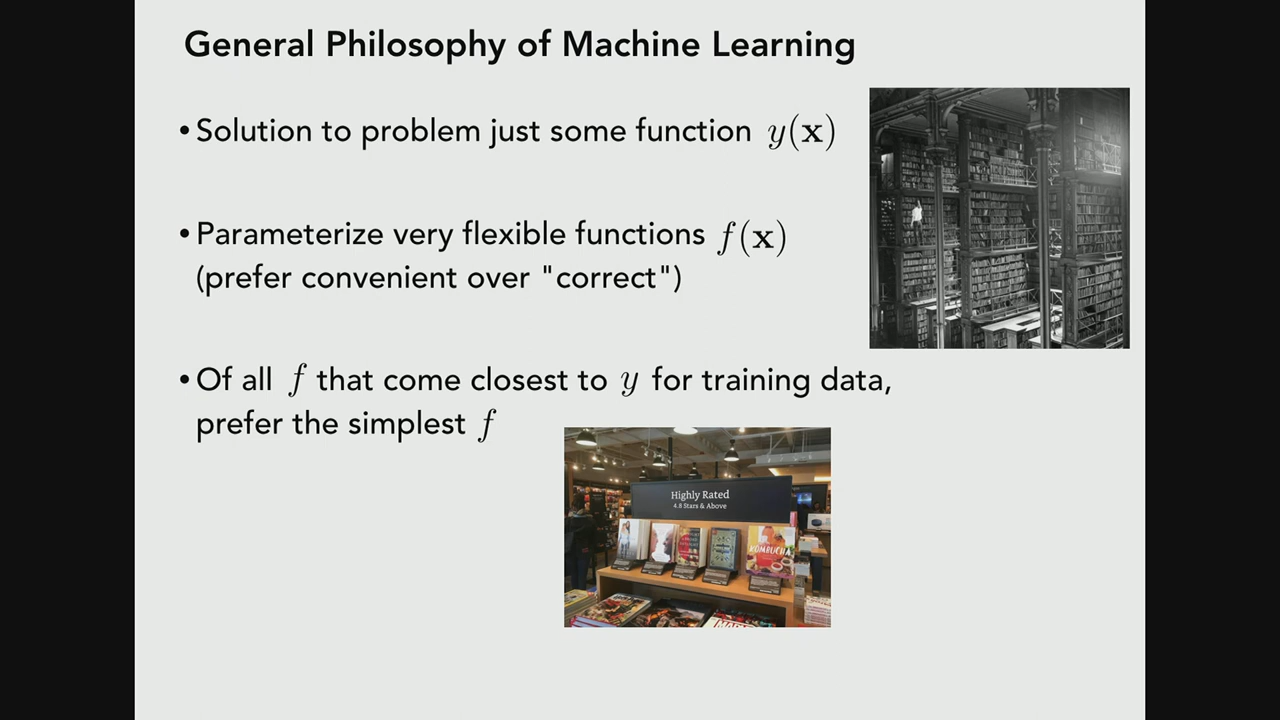 General Philosophy of Machine Learning
• Solution to problem just some function y(x)
• Parameterize very flexible functions f(x)
(prefer convenient over "correct")
• Of all f that come closest to y for training data,
prefer the simplest f
Highly Rated
4.8 Stars & Above
KOMBUCHA